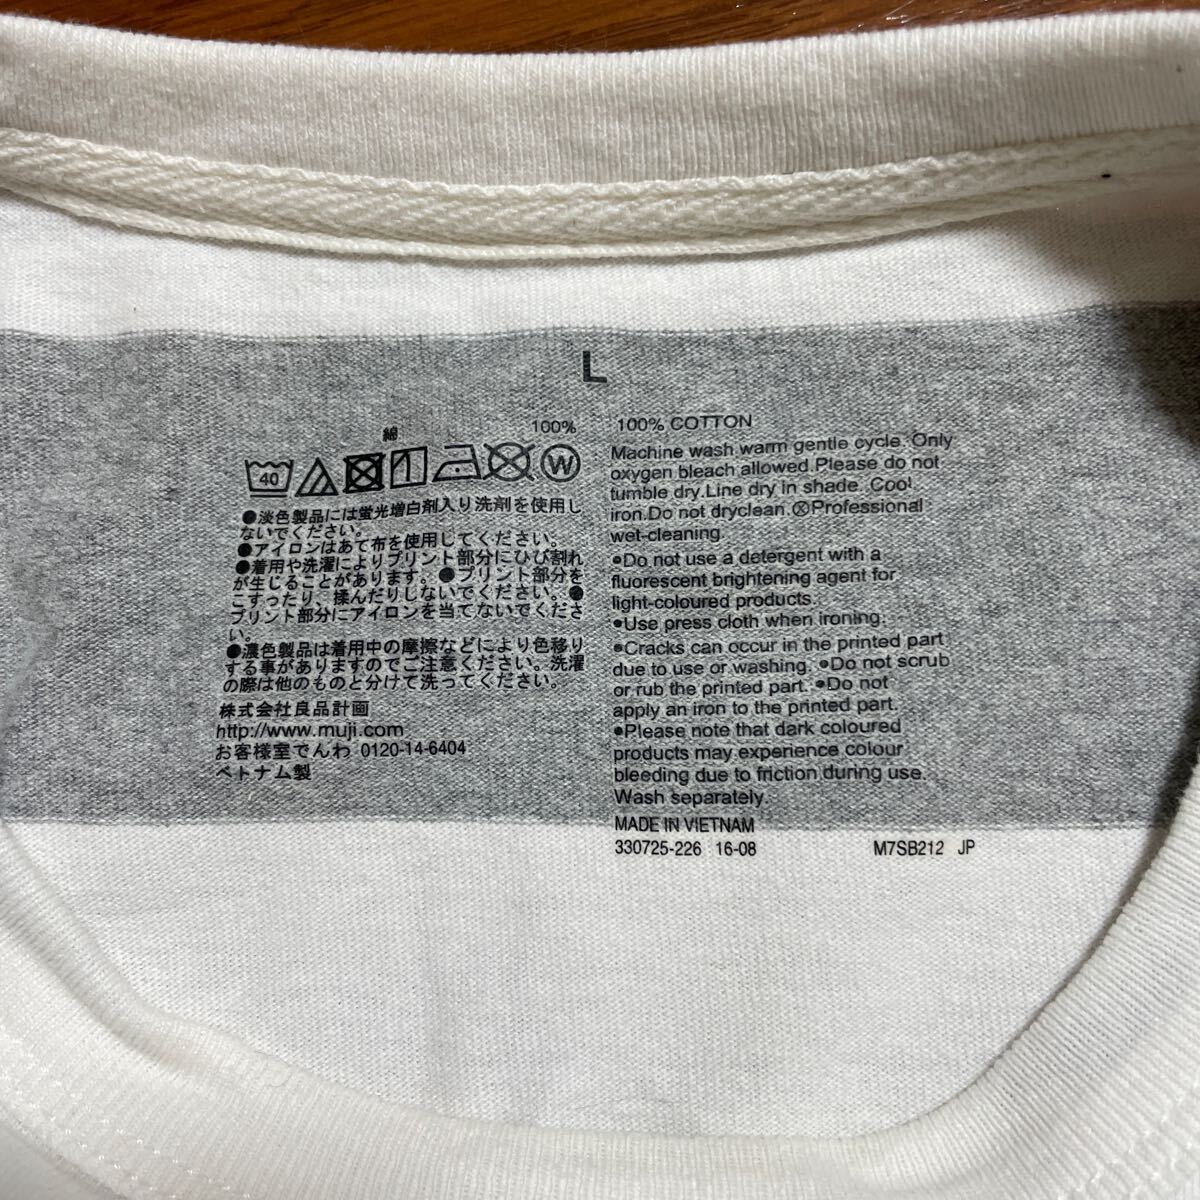 L
綿 100%
40 W
●淡色製品には蛍光増白剤入り洗剤を使用し
ないでください。
●アイロンはあて布を使用してください。
●着用や洗濯によりプリント部分にひび割れ
が生じることがあります。●プリント部分を
こすったり、揉んだりしないでください。●
プリント部分にアイロンを当てないでくださ
い。
●濃色製品は着用中の摩擦などにより色移り
する事がありますのでご注意ください。洗濯
の際は他のものと分けて洗ってください。
株式会社良品計画
http://www.muji.com
お客様室でんわ 0120-14-6404
ベトナム製
100% COTTON
Machine wash warm gentle cycle. Only
oxygen bleach allowed.Please do not
tumble dry.Line dry in shade. Cool
iron.Do not dryclean.ⓧProfessional
wet-cleaning.
●Do not use a detergent with a
fluorescent brightening agent for
light-coloured products.
●Use press cloth when ironing.
●Cracks can occur in the printed part
due to use or washing. ●Do not scrub
or rub the printed part. ●Do not
apply an iron to the printed part.
●Please note that dark coloured
products may experience colour
bleeding due to friction during use.
Wash separately.
MADE IN VIETNAM
330725-226 16-08 M7SB212 JP